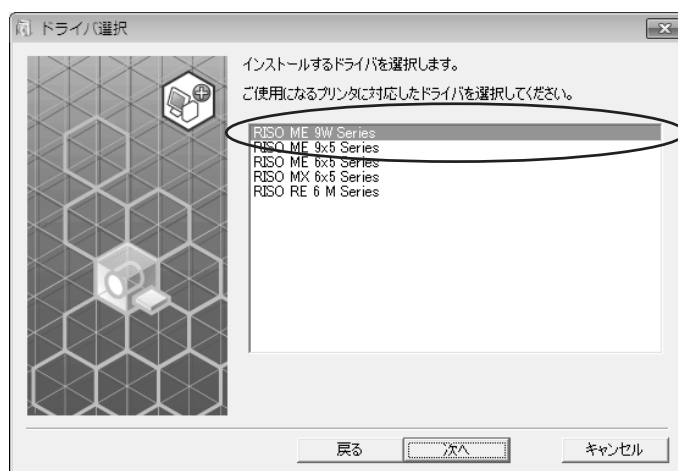 ドライバ選択
インストールするドライバを選択します。
ご使用になるプリンタに対応したドライバを選択してください。
RISO ME 9W Series
RISO ME 9x5 Series
RISO ME 6x5 Series
RISO MX 6x5 Series
RISO RE 6 M Series
戻る
次へ
キャンセル